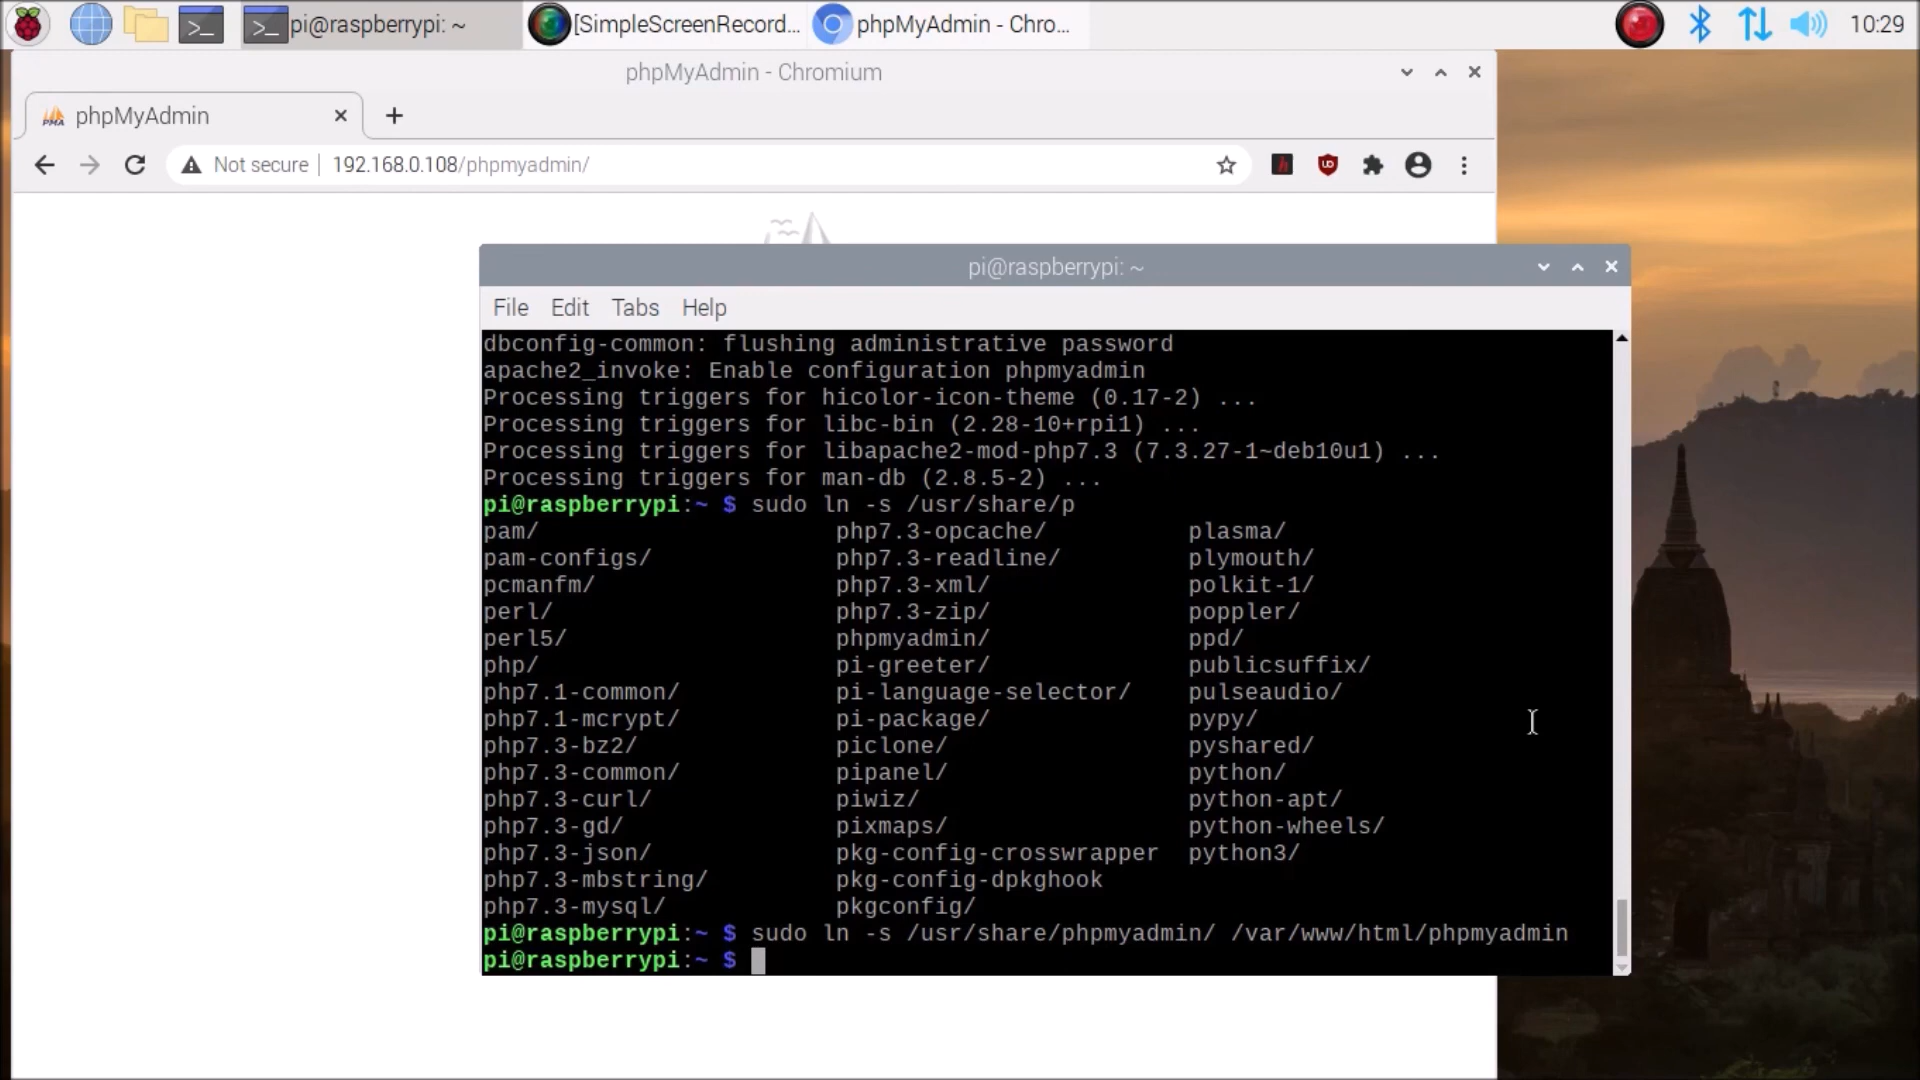 pi@raspberrypi: ~
[SimpleScreenRecord...
phpMyAdmin - Chro...
10:29
phpMyAdmin - Chromium
PMA phpMyAdmin
Not secure | 192.168.0.108/phpmyadmin/
pi@raspberrypi: ~
File Edit Tabs Help
dbconfig-common: flushing administrative password
apache2_invoke: Enable configuration phpmyadmin
Processing triggers for hicolor-icon-theme (0.17-2) ...
Processing triggers for libc-bin (2.28-10+rpi1) ...
Processing triggers for libapache2-mod-php7.3 (7.3.27-1~deb10u1) ...
Processing triggers for man-db (2.8.5-2) ...
pi@raspberrypi:~ $ sudo ln -s /usr/share/p
pam/ php7.3-opcache/ plasma/
pam-configs/ php7.3-readline/ plymouth/
pcmanfm/ php7.3-xml/ polkit-1/
perl/ php7.3-zip/ poppler/
perl5/ phpmyadmin/ ppd/
php/ pi-greeter/ publicsuffix/
php7.1-common/ pi-language-selector/ pulseaudio/
php7.1-mcrypt/ pi-package/ pypy/
php7.3-bz2/ piclone/ pyshared/
php7.3-common/ pipanel/ python/
php7.3-curl/ piwiz/ python-apt/
php7.3-gd/ pixmaps/ python-wheels/
php7.3-json/ pkg-config-crosswrapper python3/
php7.3-mbstring/ pkg-config-dpkghook
php7.3-mysql/ pkgconfig/
pi@raspberrypi:~ $ sudo ln -s /usr/share/phpmyadmin/ /var/www/html/phpmyadmin
pi@raspberrypi:~ $